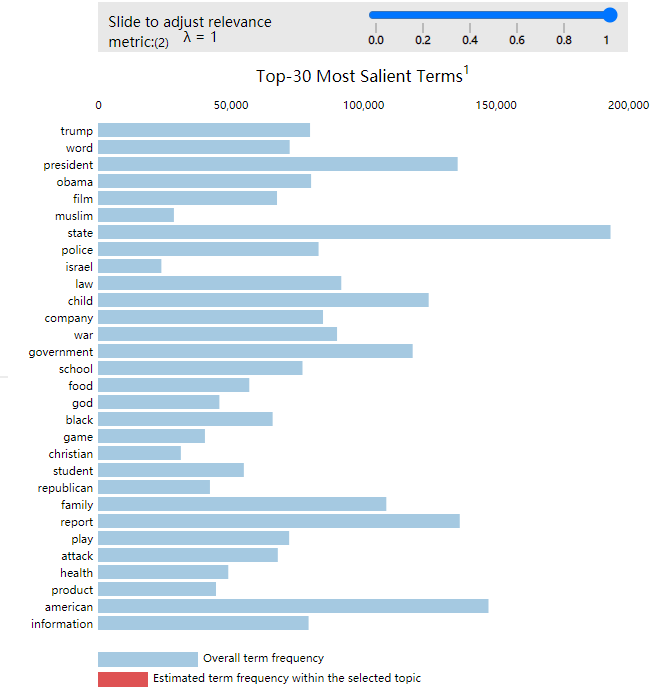 Slide to adjust relevance
metric:(2) λ = 1
0.0 0.2 0.4 0.6 0.8 1
Top-30 Most Salient Terms1
0 50,000 100,000 150,000 200,000
trump
word
president
obama
film
muslim
state
police
israel
law
child
company
war
government
school
food
god
black
game
christian
student
republican
family
report
play
attack
health
product
american
information
Overall term frequency
Estimated term frequency within the selected topic